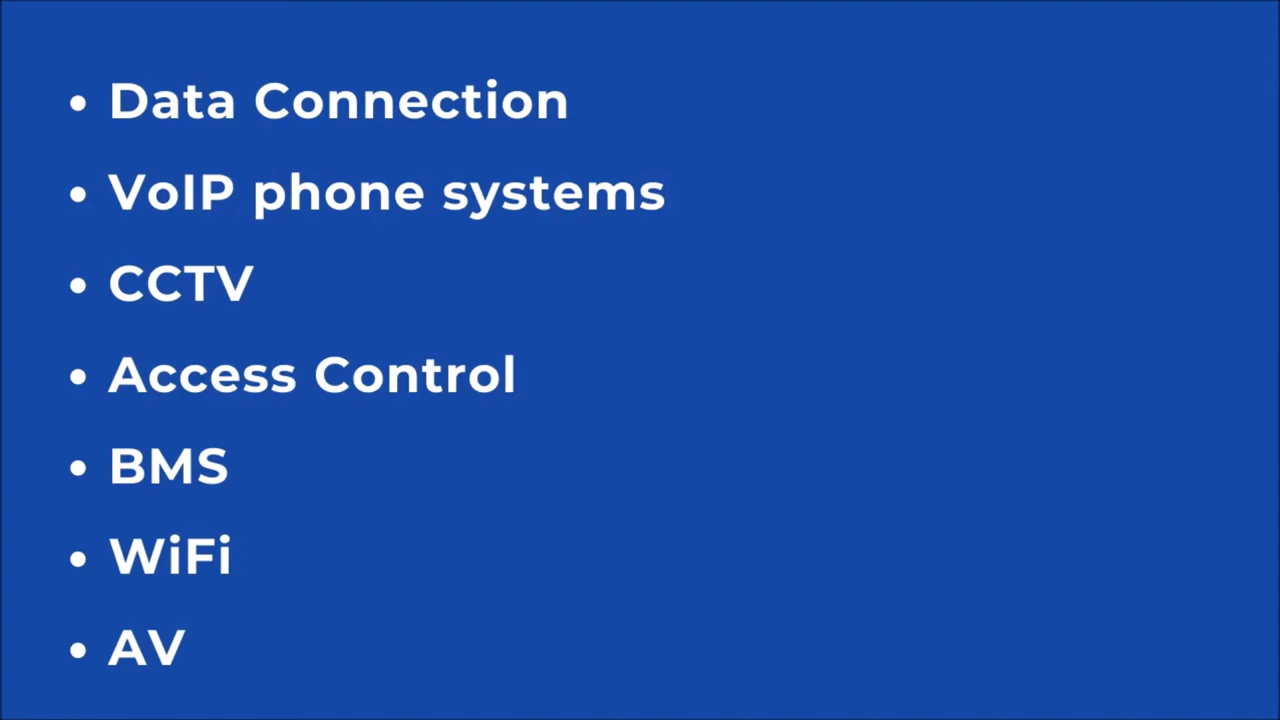 • Data Connection
• VoIP phone systems
• CCTV
• Access Control
• BMS
• WiFi
• AV